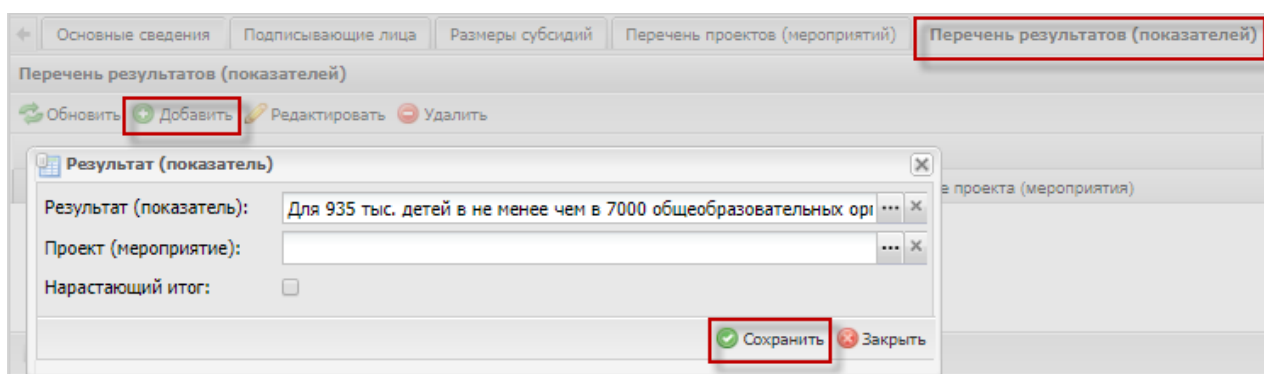 Основные сведения Подписывающие лица Размеры субсидий Перечень проектов (мероприятий) Перечень результатов (показателей)
Перечень результатов (показателей)
Обновить Добавить Редактировать Удалить
Результат (показатель)
е проекта (мероприятия)
Результат (показатель): Для 935 тыс. детей в не менее чем в 7000 общеобразовательных орг
Проект (мероприятие):
Нарастающий итог:
Сохранить Закрыть